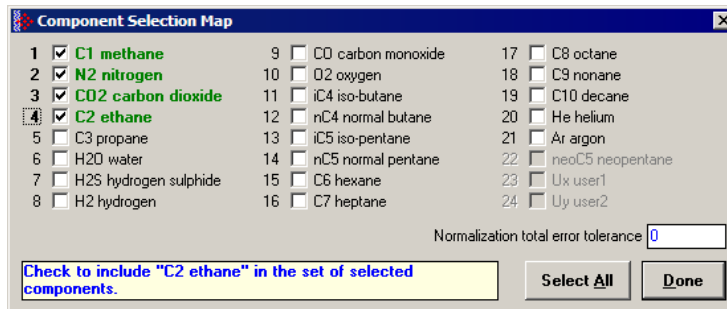 Component Selection Map
1 C1 methane
2 N2 nitrogen
3 CO2 carbon dioxide
4 C2 ethane
5 C3 propane
6 H2O water
7 H2S hydrogen sulphide
8 H2 hydrogen
9 CO carbon monoxide
10 O2 oxygen
11 iC4 iso-butane
12 nC4 normal butane
13 iC5 iso-pentane
14 nC5 normal pentane
15 C6 hexane
16 C7 heptane
17 C8 octane
18 C9 nonane
19 C10 decane
20 He helium
21 Ar argon
22 neoC5 neopentane
23 Ux user1
24 Uy user2
Normalization total error tolerance 0
Check to include "C2 ethane" in the set of selected
components.
Select All
Done